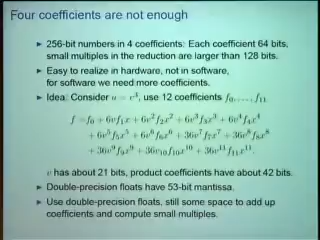 Four coefficients are not enough
▶ 256-bit numbers in 4 coefficients: Each coefficient 64 bits,
small multiples in the reduction are larger than 128 bits.
▶ Easy to realize in hardware, not in software,
for software we need more coefficients.
▶ Idea: Consider u = v³, use 12 coefficients f₀, …, f₁₁
f = f₀ + 6vf₁x + 6v²f₂x² + 6v³f₃x³ + 6v⁴f₄x⁴
+ 6v⁵f₅x⁵ + 6v⁶f₆x⁶ + 36v⁷f₇x⁷ + 36v⁸f₈x⁸
+ 36v⁹f₉x⁹ + 36v¹⁰f₁₀x¹⁰ + 36v¹¹f₁₁x¹¹.
v has about 21 bits, product coefficients have about 42 bits.
▶ Double-precision floats have 53-bit mantissa.
▶ Use double-precision floats, still some space to add up
coefficients and compute small multiples.